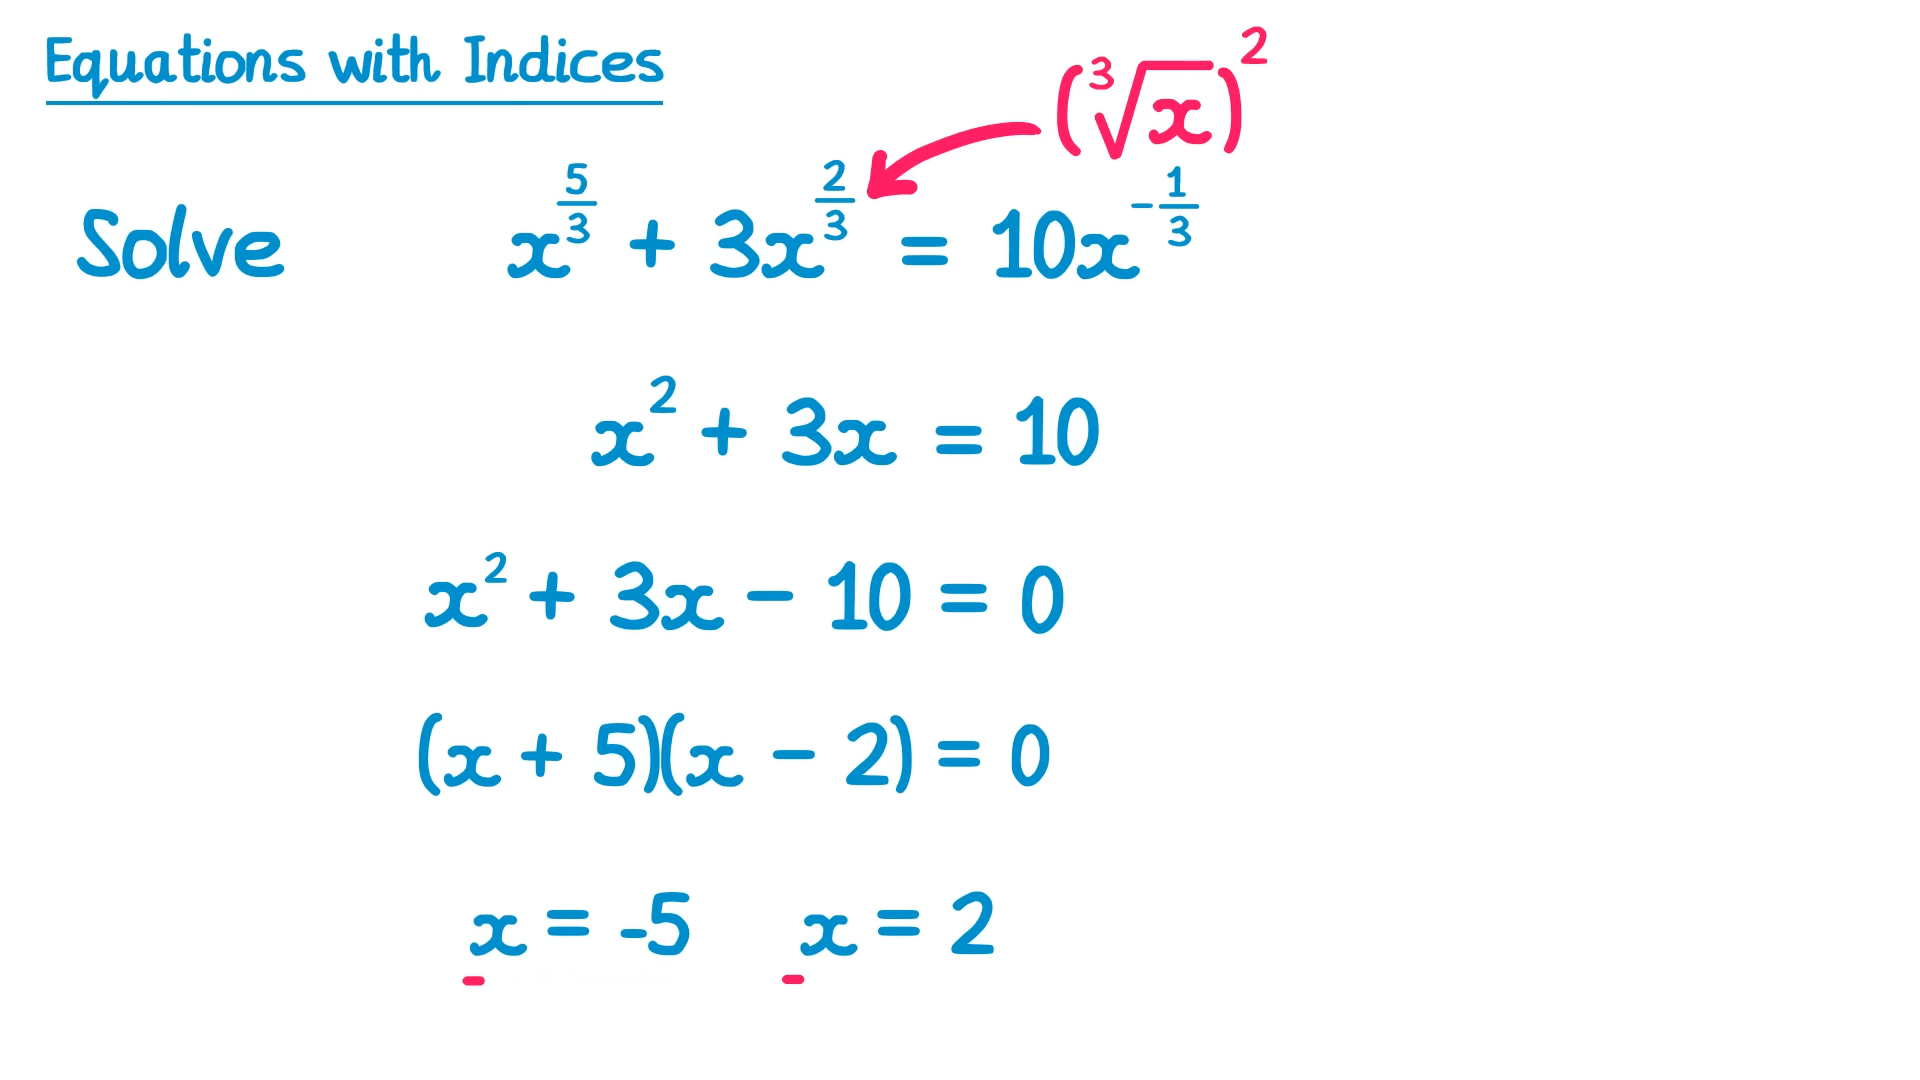 Equations with Indices
(∛x)²
Solve x^(5/3) + 3x^(2/3) = 10x^(-1/3)
x² + 3x = 10
x² + 3x − 10 = 0
(x + 5)(x − 2) = 0
x = -5 x = 2